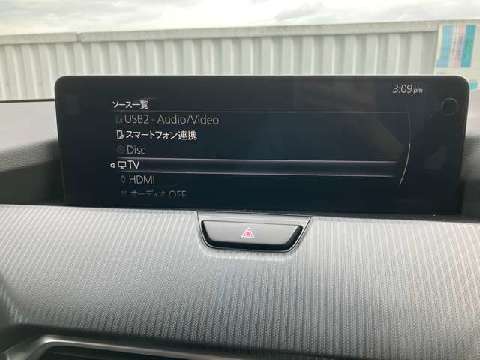 3:09 pm
ソース一覧
USB2 - Audio/Video
スマートフォン連携
Disc
TV
HDMI
オーディオ OFF